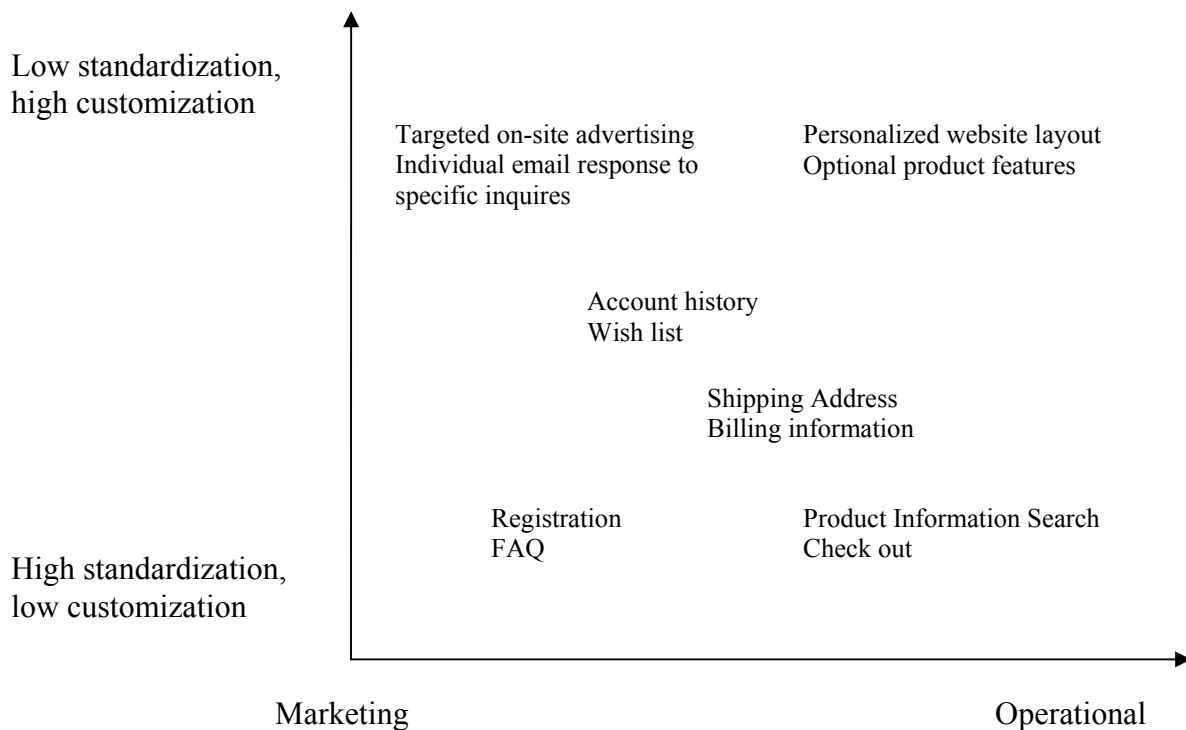 Low standardization,
high customization
Targeted on-site advertising
Individual email response to
specific inquires
Personalized website layout
Optional product features
Account history
Wish list
Shipping Address
Billing information
Registration
FAQ
Product Information Search
Check out
High standardization,
low customization
Marketing
Operational